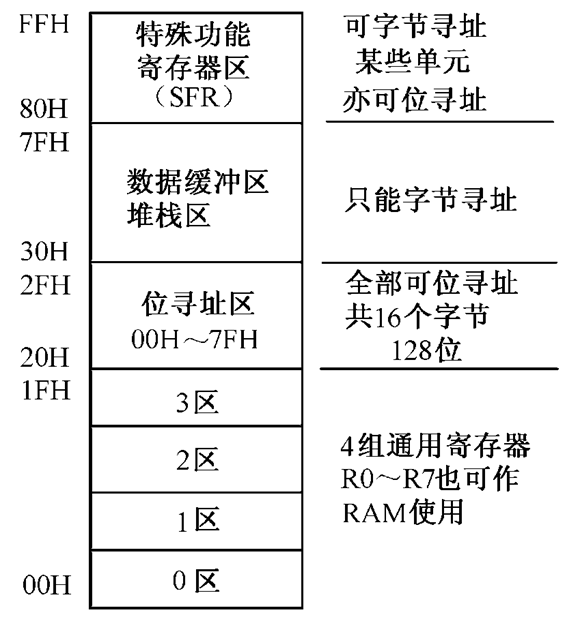 FFH
特殊功能
寄存器区
（SFR）
可字节寻址
某些单元
亦可位寻址
80H
7FH
数据缓冲区
堆栈区
只能字节寻址
30H
2FH
位寻址区
00H～7FH
全部可位寻址
共16个字节
128位
20H
1FH
3区
2区
1区
0区
4组通用寄存器
R0～R7也可作
RAM使用
00H